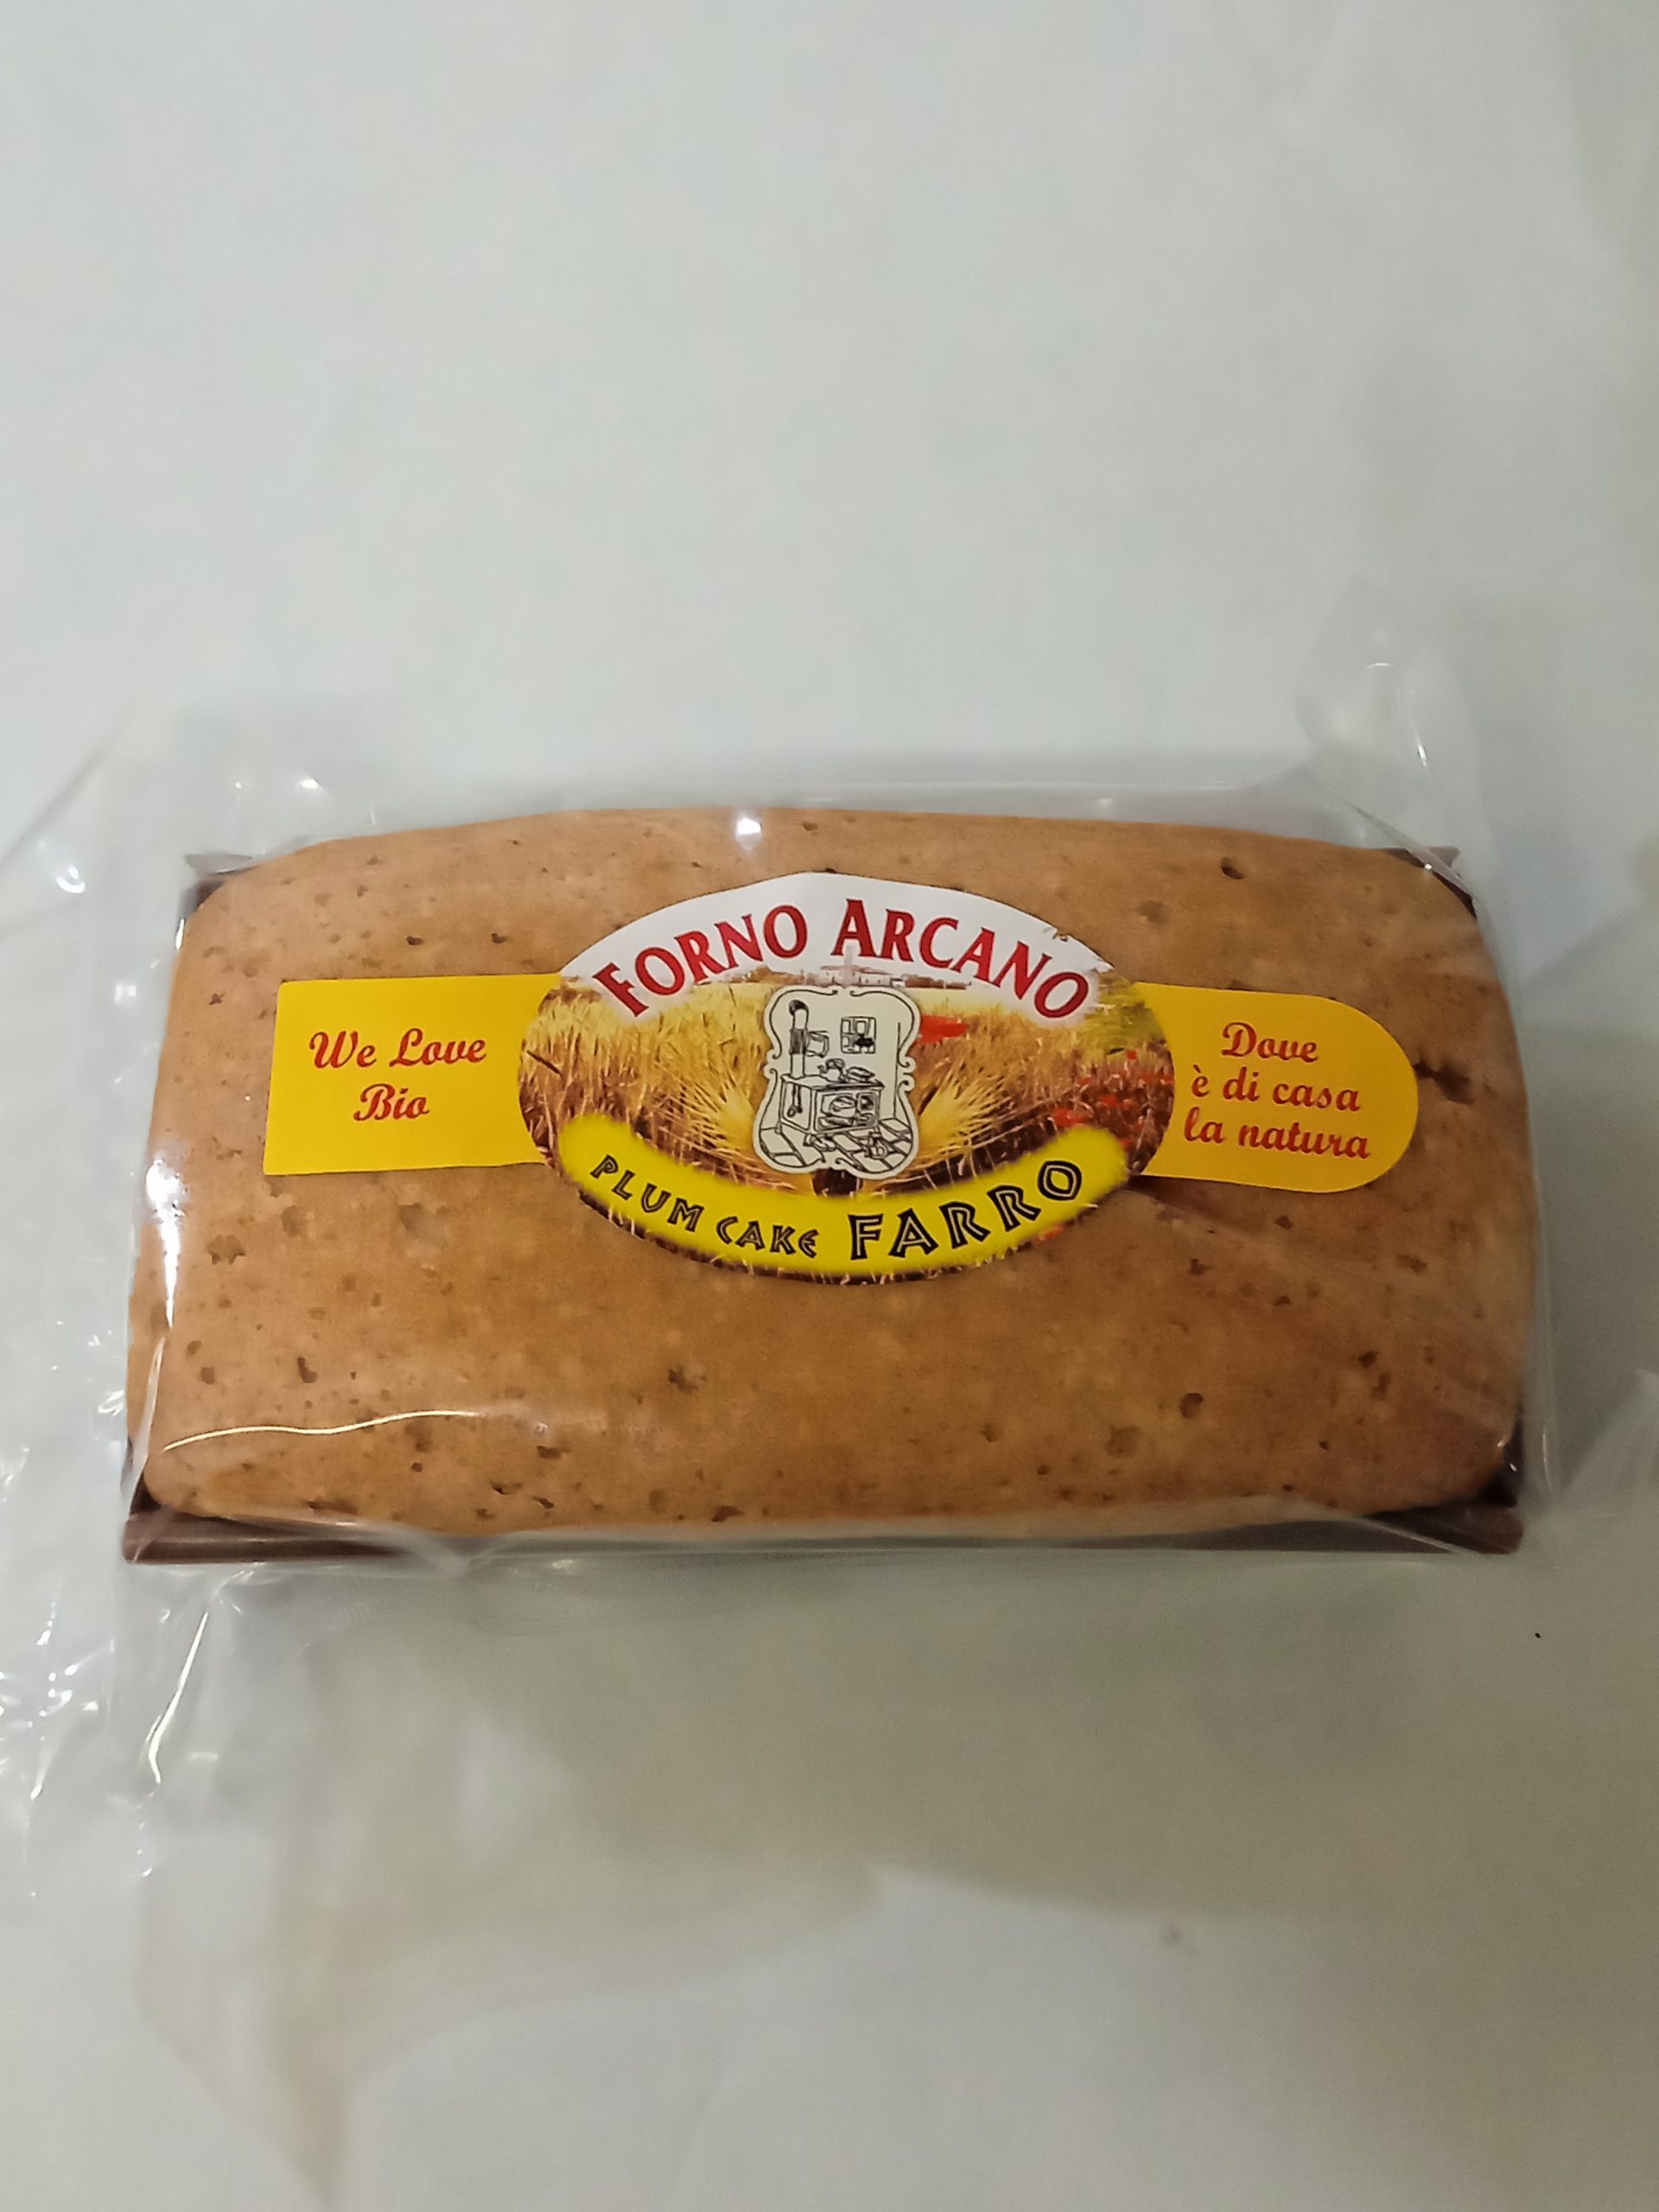 FORNO ARCANO
We Love
Bio
Dove
è di casa
la natura
PLUM CAKE FARRO